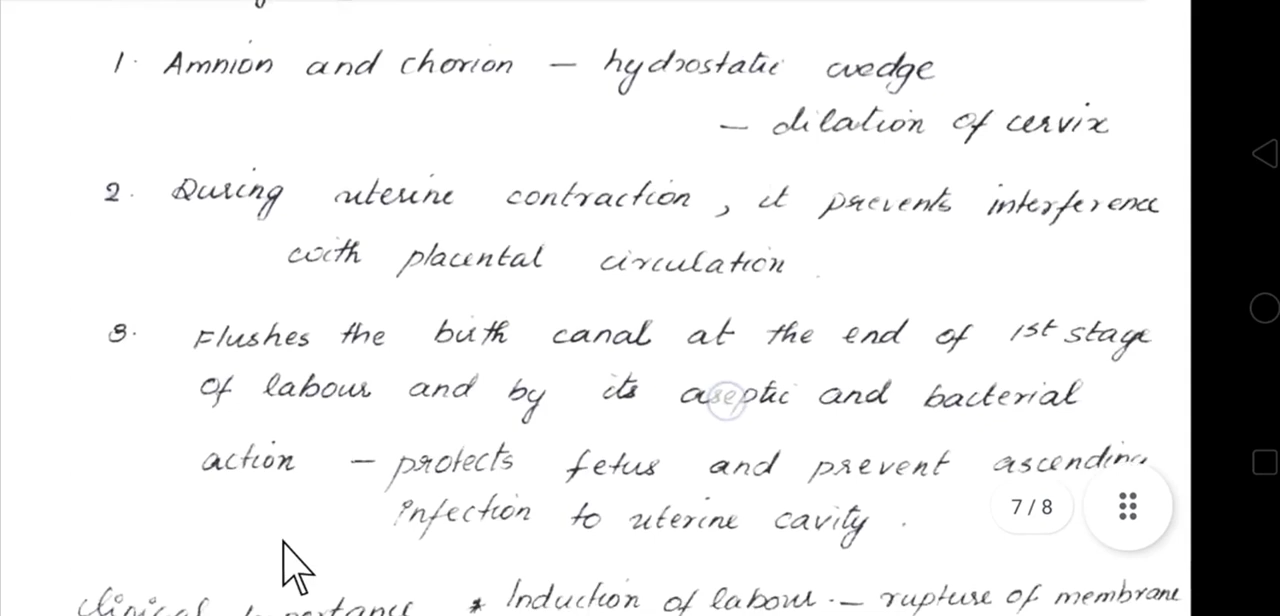 1. Amnion and chorion - hydrostatic wedge
- dilation of cervix
2. During uterine contraction, it prevents interference
with placental circulation.
3. Flushes the birth canal at the end of 1st stage
of labour and by its aseptic and bacterial
action - protects fetus and prevent ascending
infection to uterine cavity.
7/8
clinical importance * Induction of labour. - rupture of membrane